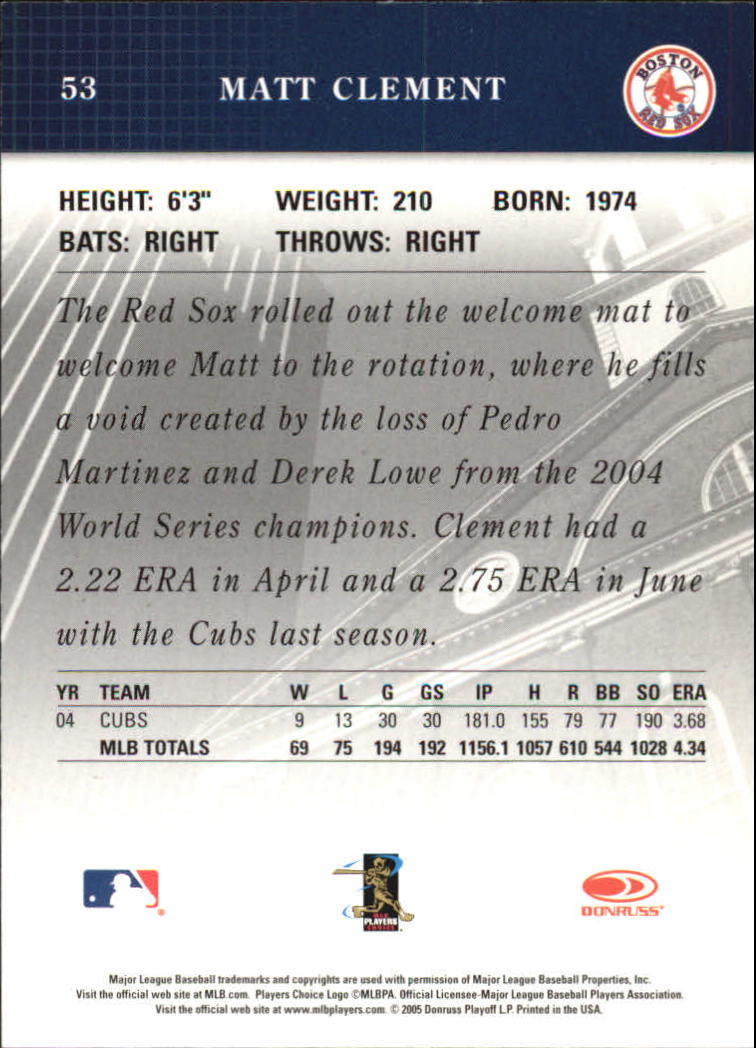 53 MATT CLEMENT
BOSTON
RED SOX
HEIGHT: 6'3" WEIGHT: 210 BORN: 1974
BATS: RIGHT THROWS: RIGHT
The Red Sox rolled out the welcome mat to
welcome Matt to the rotation, where he fills
a void created by the loss of Pedro
Martinez and Derek Lowe from the 2004
World Series champions. Clement had a
2.22 ERA in April and a 2.75 ERA in June
with the Cubs last season.
YR TEAM W L G GS IP H R BB SO ERA
04 CUBS 9 13 30 30 181.0 155 79 77 190 3.68
MLB TOTALS 69 75 194 192 1156.1 1057 610 544 1028 4.34
MLB
PLAYERS
CHOICE
DONRUSS®
Major League Baseball trademarks and copyrights are used with permission of Major League Baseball Properties, Inc.
Visit the official web site at MLB.com. Players Choice Logo ©MLBPA. Official Licensee-Major League Baseball Players Association.
Visit the official web site at www.mlbplayers.com. © 2005 Donruss Playoff L.P. Printed in the USA.